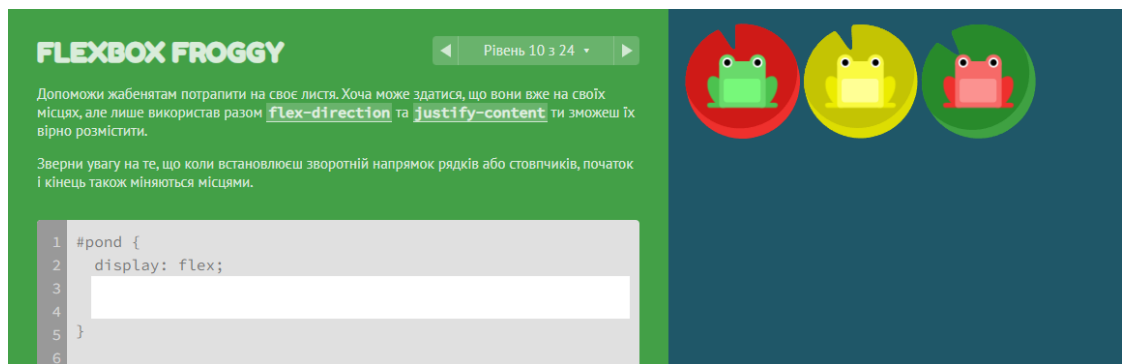 FLEXBOX FROGGY
◀ Рівень 10 з 24 ▾ ▶
Допоможи жабенятам потрапити на своє листя. Хоча може здатися, що вони вже на своїх
місцях, але лише використав разом flex-direction та justify-content ти зможеш їх
вірно розмістити.
Зверни увагу на те, що коли встановлюєш зворотній напрямок рядків або стовпчиків, початок
і кінець також міняються місцями.
1 #pond {
2 display: flex;
3
4
5 }
6